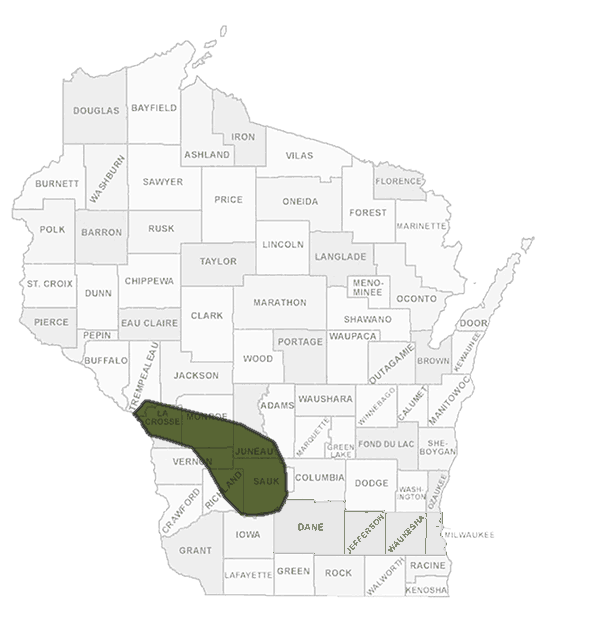 DOUGLAS
BAYFIELD
IRON
ASHLAND
VILAS
WASHBURN
BURNETT
SAWYER
PRICE
ONEIDA
FLORENCE
FOREST
MARINETTE
POLK
BARRON
RUSK
LINCOLN
LANGLADE
TAYLOR
ST. CROIX
DUNN
CHIPPEWA
MENO-
MINEE
OCONTO
MARATHON
CLARK
SHAWANO
PIERCE
EAU CLAIRE
DOOR
PEPIN
WAUPACA
PORTAGE
KEWAUNEE
BUFFALO
TREMPEALEAU
WOOD
OUTAGAMIE
BROWN
JACKSON
WAUSHARA
ADAMS
WINNEBAGO
CALUMET
MANITOWOC
LA
CROSSE
MONROE
MARQUETTE
GREEN
LAKE
FOND DU LAC
SHE-
BOYGAN
JUNEAU
VERNON
RICHLAND
SAUK
COLUMBIA
DODGE
WASH-
INGTON
OZAUKEE
CRAWFORD
DANE
JEFFERSON
WAUKESHA
MILWAUKEE
IOWA
GRANT
LAFAYETTE
GREEN
ROCK
WALWORTH
RACINE
KENOSHA